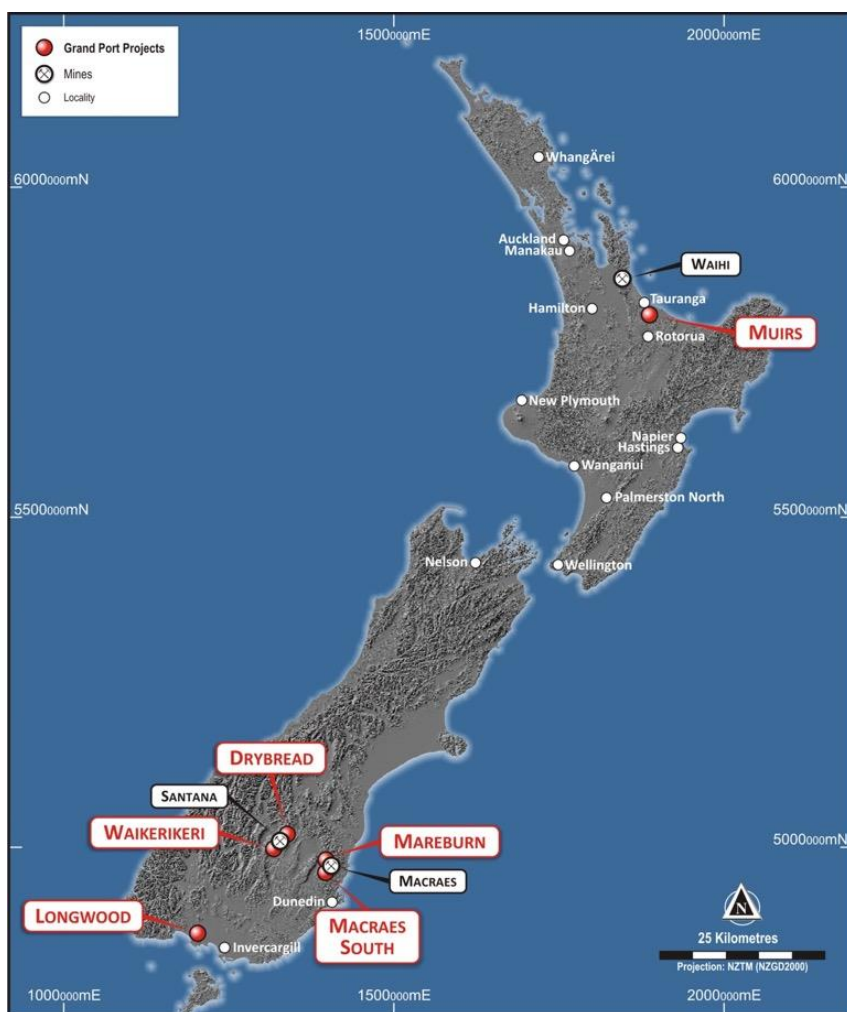 1500000mE
2000000mE
Grand Port Projects
Mines
Locality
WhangÄrei
6000000mN
6000000mN
Auckland
Manakau
WAIHI
Tauranga
Hamilton
MUIRS
Rotorua
New Plymouth
Napier
Hastings
Wanganui
Palmerston North
5500000mN
5500000mN
Nelson
Wellington
DRYBREAD
SANTANA
WAIKERIKERI
MAREBURN
5000000mN
MACRAES
Dunedin
LONGWOOD
MACRAES
SOUTH
N
Invercargill
25 Kilometres
Projection: NZTM (NZGD2000)
1000000mE
1500000mE
2000000mE